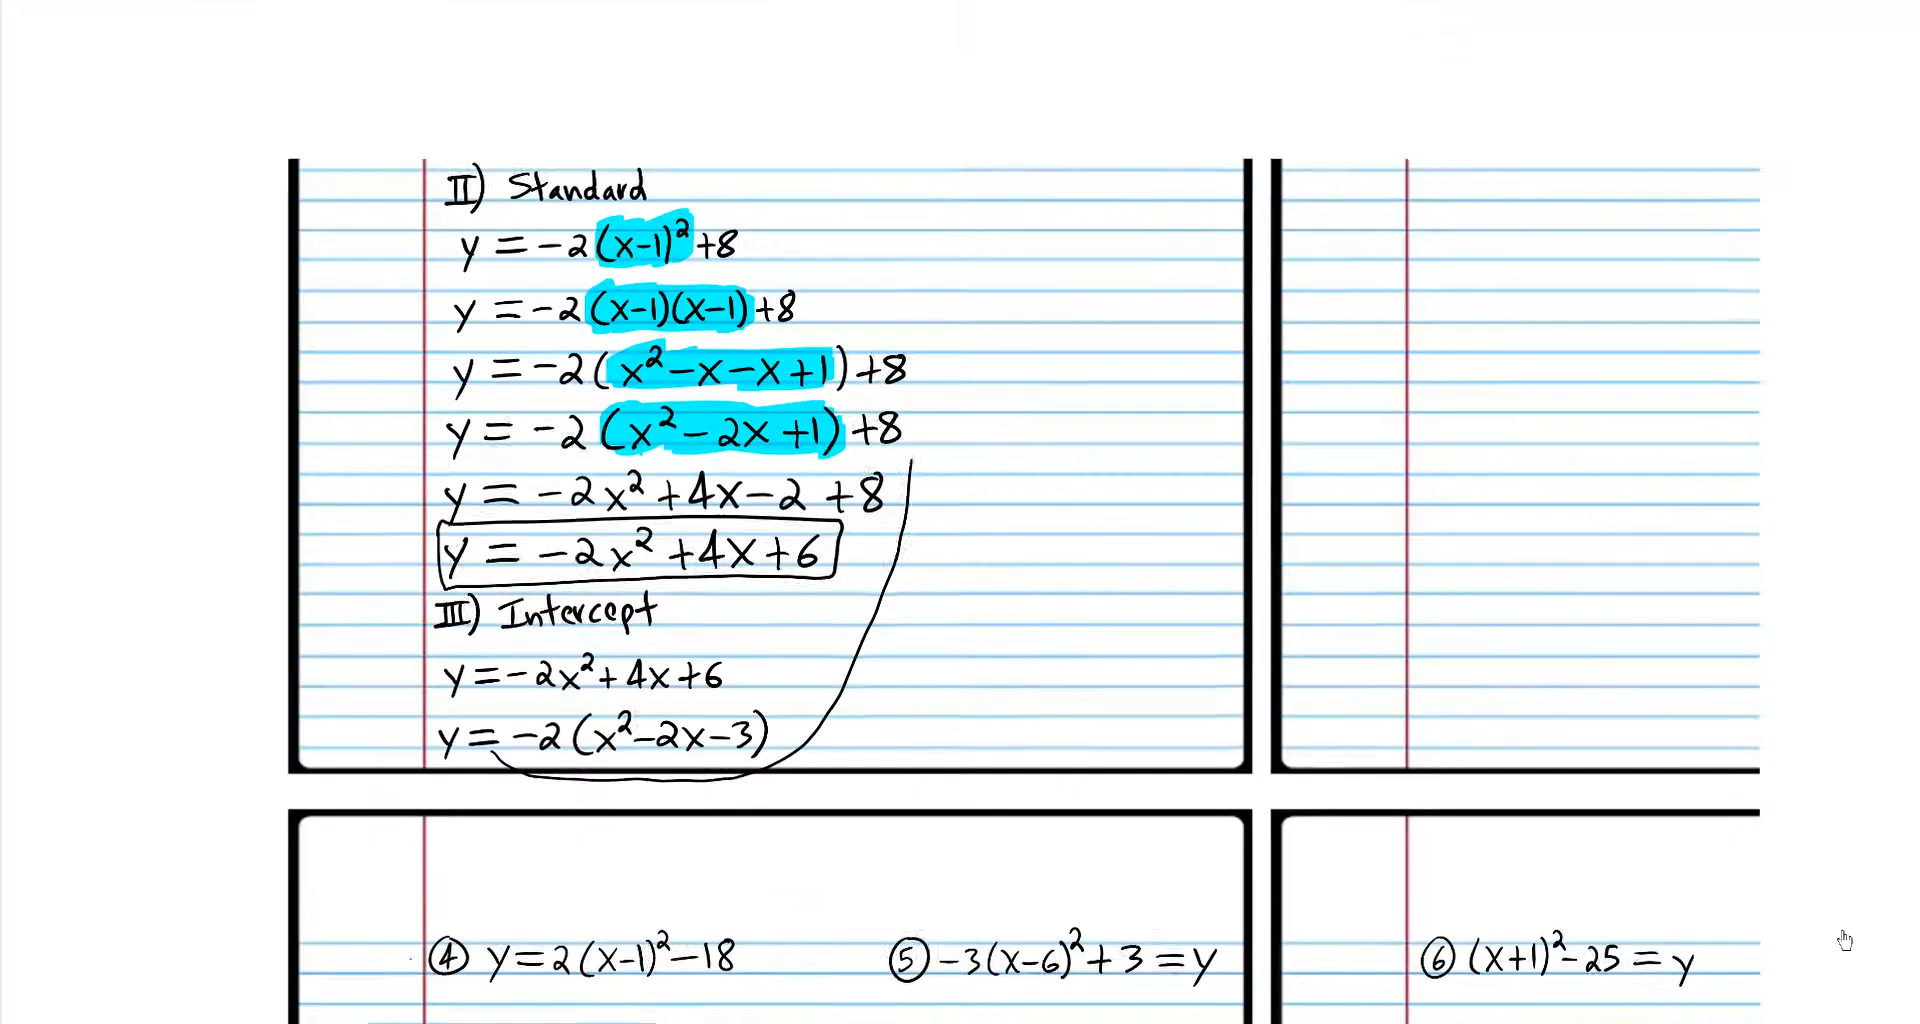 II) Standard
y = -2(x-1)² +8
y = -2(x-1)(x-1)+8
y = -2(x²-x-x+1)+8
y = -2(x²-2x+1)+8
y = -2x²+4x-2+8
y = -2x²+4x+6
III) Intercept
y=-2x²+4x+6
y=-2(x²-2x-3)
④ y=2(x-1)²-18
⑤ -3(x-6)²+3=y
⑥ (x+1)²-25=y